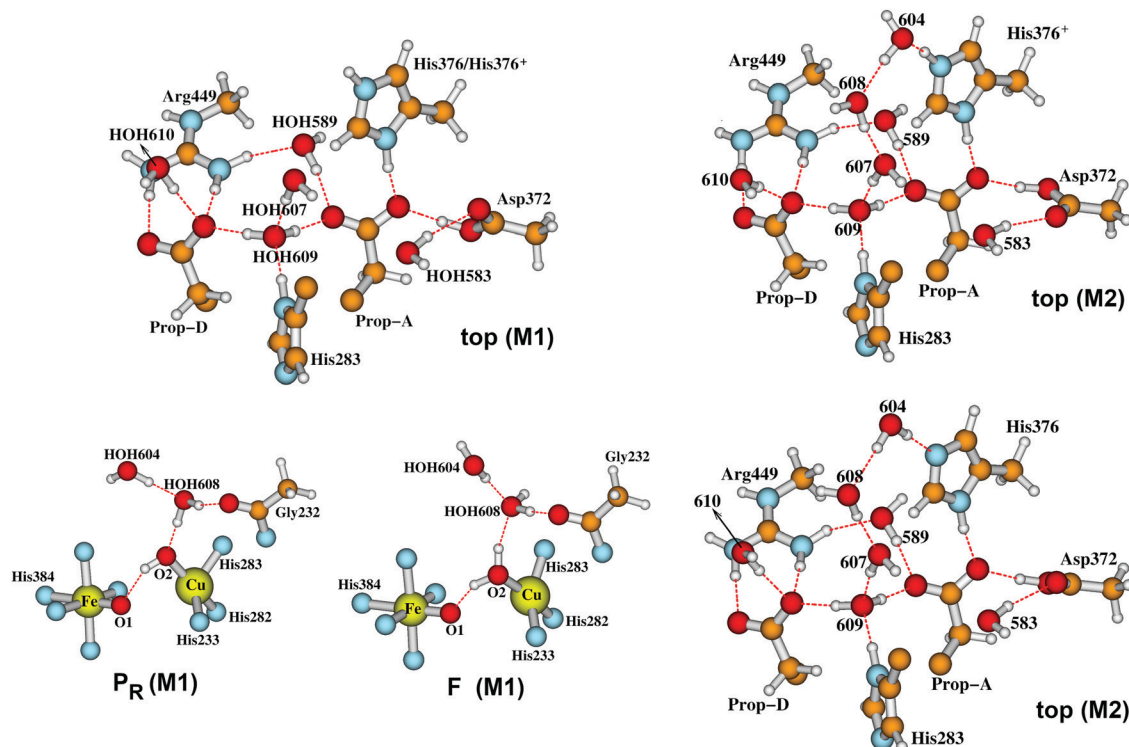 His376/His376+
Arg449
HOH610
HOH589
HOH607
HOH609
Asp372
HOH583
Prop–D
Prop–A
His283
top (M1)
604
His376+
Arg449
608
589
607
610
Asp372
609
583
Prop–D
Prop–A
His283
top (M2)
HOH604
HOH608
Gly232
His283
His384
O2
Cu
Fe
O1
His282
His233
PR (M1)
Gly232
HOH604
HOH608
His283
His384
O2
Cu
Fe
O1
His282
His233
F (M1)
604
His376
Arg449
608
610
589
607
Asp372
609
583
Prop–D
Prop–A
His283
top (M2)